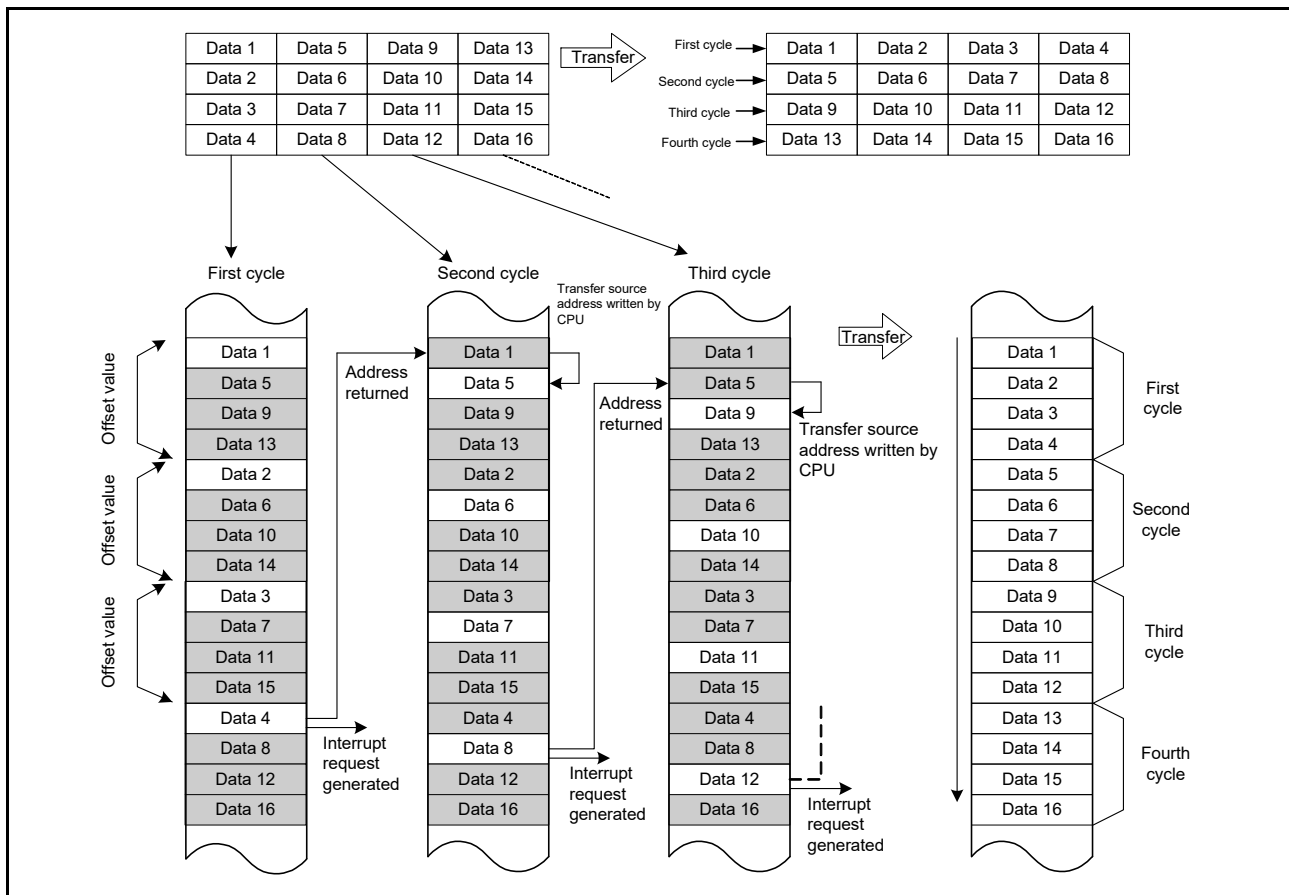 Data 1 Data 5 Data 9 Data 13
Data 2 Data 6 Data 10 Data 14
Data 3 Data 7 Data 11 Data 15
Data 4 Data 8 Data 12 Data 16
Transfer
First cycle Data 1 Data 2 Data 3 Data 4
Second cycle Data 5 Data 6 Data 7 Data 8
Third cycle Data 9 Data 10 Data 11 Data 12
Fourth cycle Data 13 Data 14 Data 15 Data 16
First cycle
Offset value
Offset value
Offset value
Data 1
Data 5
Data 9
Data 13
Data 2
Data 6
Data 10
Data 14
Data 3
Data 7
Data 11
Data 15
Data 4
Data 8
Data 12
Data 16
Address
returned
Interrupt
request
generated
Second cycle
Transfer source
address written by
CPU
Data 1
Data 5
Data 9
Data 13
Data 2
Data 6
Data 10
Data 14
Data 3
Data 7
Data 11
Data 15
Data 4
Data 8
Data 12
Data 16
Address
returned
Interrupt
request
generated
Third cycle
Data 1
Data 5
Data 9
Data 13
Data 2
Data 6
Data 10
Data 14
Data 3
Data 7
Data 11
Data 15
Data 4
Data 8
Data 12
Data 16
Transfer source
address written by
CPU
Interrupt
request
generated
Transfer
Data 1
Data 2
Data 3
Data 4
Data 5
Data 6
Data 7
Data 8
Data 9
Data 10
Data 11
Data 12
Data 13
Data 14
Data 15
Data 16
First
cycle
Second
cycle
Third
cycle
Fourth
cycle